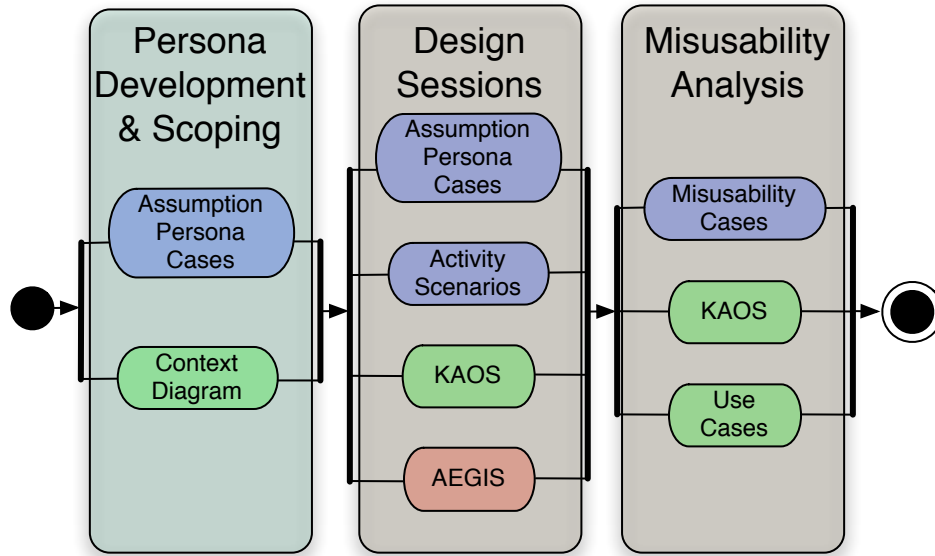 Persona
Development
& Scoping
Assumption
Persona
Cases
Context
Diagram
Design
Sessions
Assumption
Persona
Cases
Activity
Scenarios
KAOS
AEGIS
Misusability
Analysis
Misusability
Cases
KAOS
Use
Cases